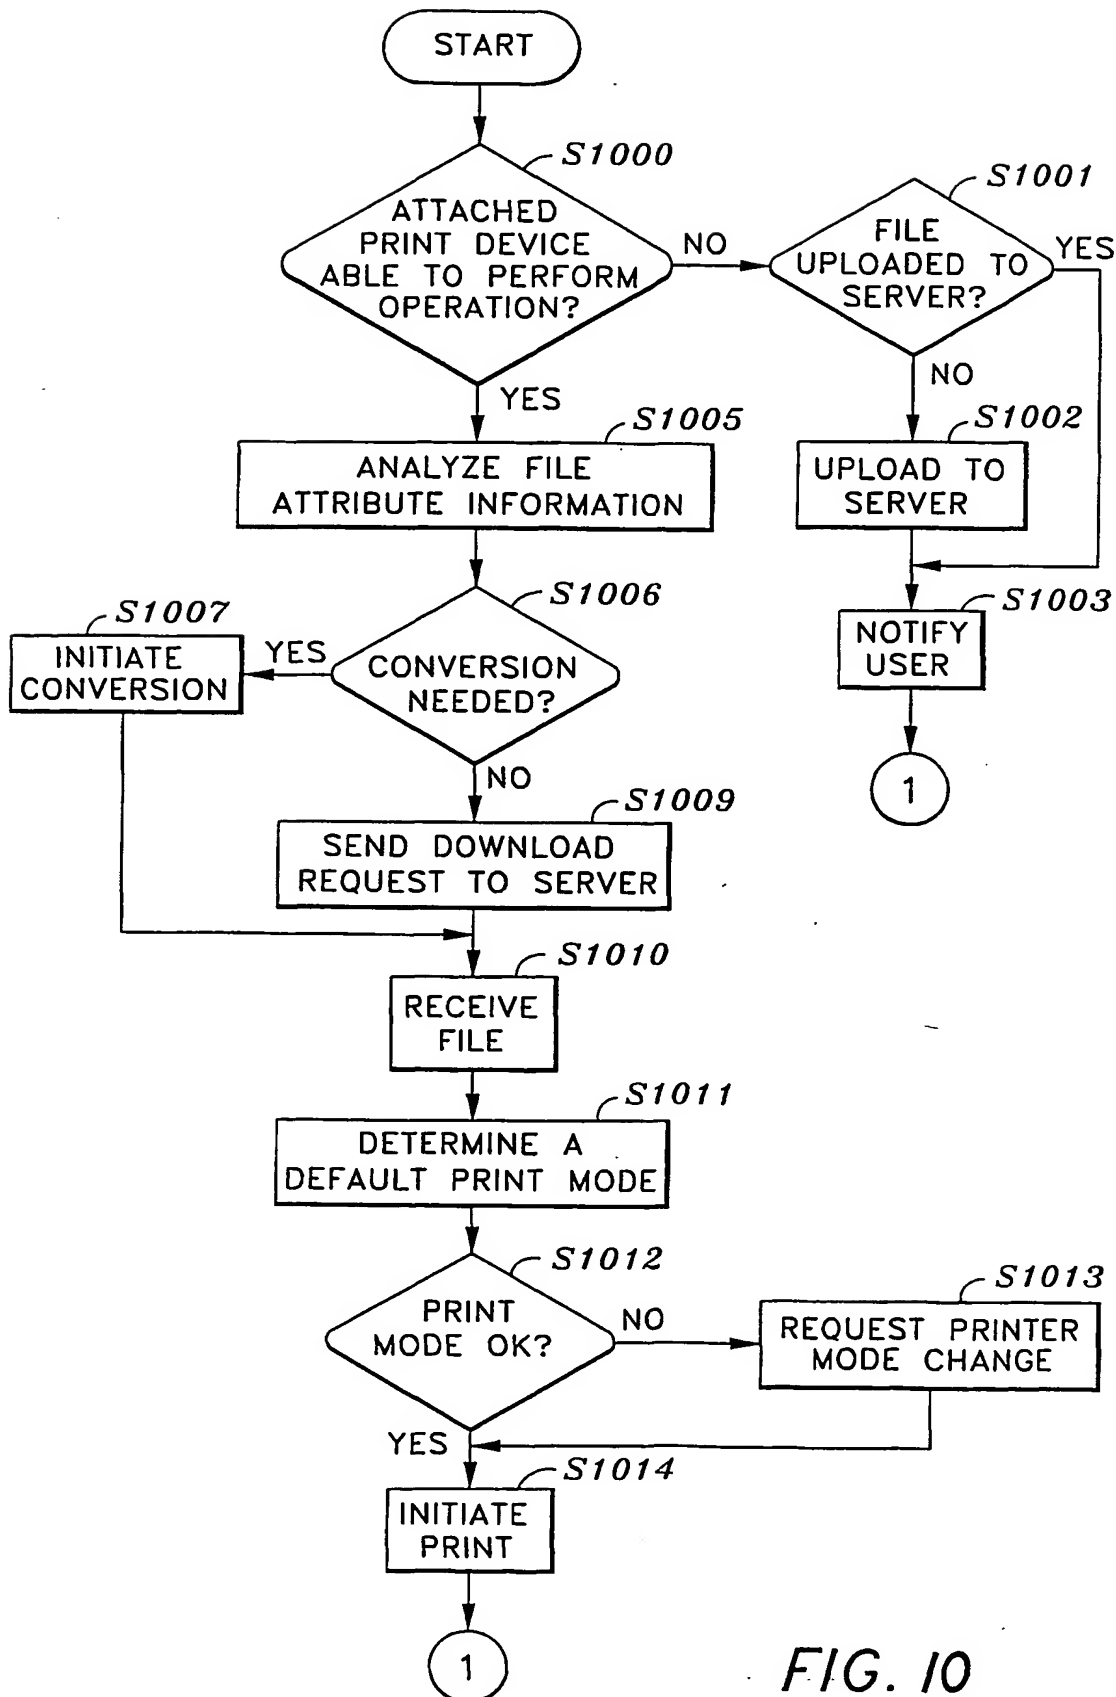 START
S1000
ATTACHED
PRINT DEVICE
ABLE TO PERFORM
OPERATION?
NO
S1001
FILE
UPLOADED TO
SERVER?
YES
NO
YES
S1002
UPLOAD TO
SERVER
S1003
NOTIFY
USER
1
S1005
ANALYZE FILE
ATTRIBUTE INFORMATION
S1006
CONVERSION
NEEDED?
YES
S1007
INITIATE
CONVERSION
NO
S1009
SEND DOWNLOAD
REQUEST TO SERVER
S1010
RECEIVE
FILE
S1011
DETERMINE A
DEFAULT PRINT MODE
S1012
PRINT
MODE OK?
NO
S1013
REQUEST PRINTER
MODE CHANGE
YES
S1014
INITIATE
PRINT
1
FIG. 10